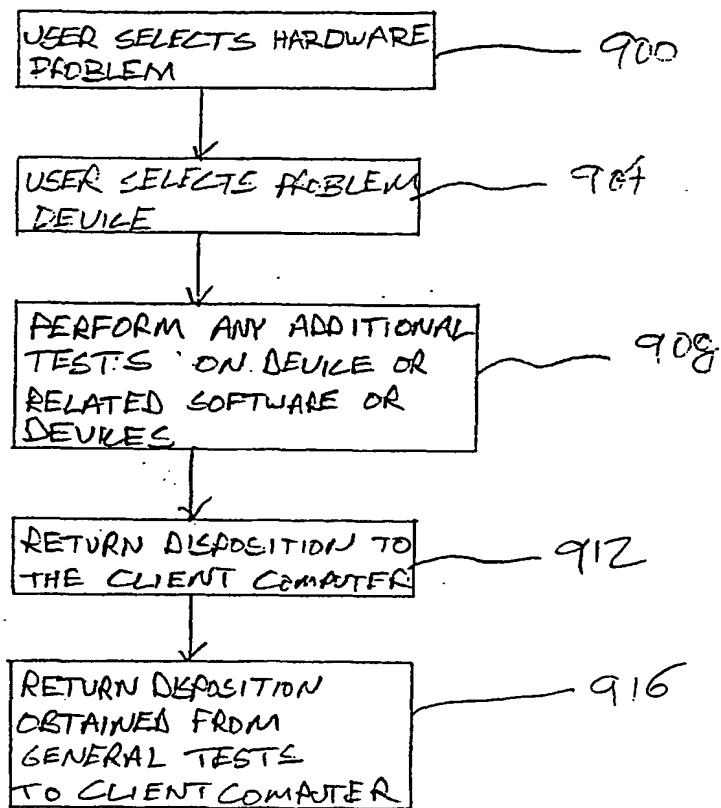 USER SELECTS HARDWARE
PROBLEM
900
USER SELECTS PROBLEM
DEVICE
904
PERFORM ANY ADDITIONAL
TESTS ON DEVICE OR
RELATED SOFTWARE OR
DEVICES
908
RETURN DISPOSITION TO
THE CLIENT COMPUTER
912
RETURN DISPOSITION
OBTAINED FROM
GENERAL TESTS
TO CLIENT COMPUTER
916